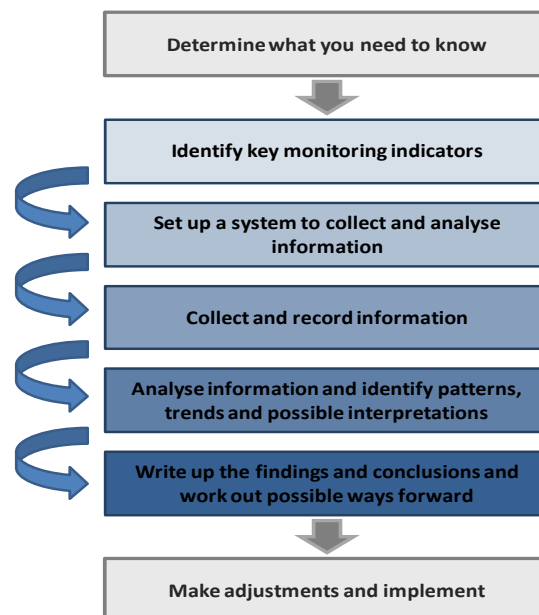 Determine what you need to know
Identify key monitoring indicators
Set up a system to collect and analyse
information
Collect and record information
Analyse information and identify patterns,
trends and possible interpretations
Write up the findings and conclusions and
work out possible ways forward
Make adjustments and implement